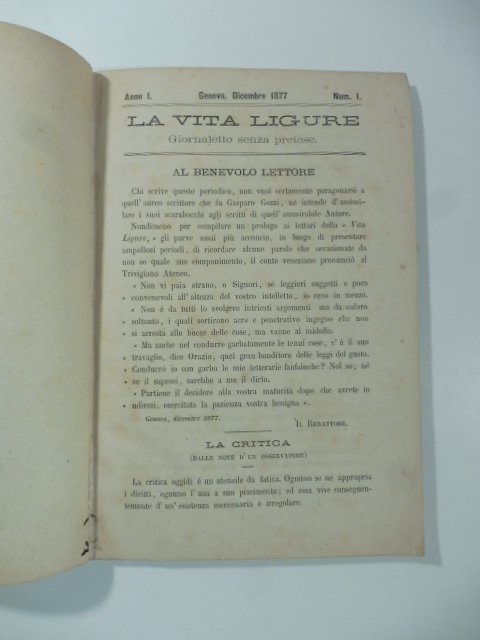 Anno I. Genova. Dicembre 1877 Num. 1.
LA VITA LIGURE
Giornaletto senza pretese.
AL BENEVOLO LETTORE
Chi scrive questo periodico, non vuol certamente paragonarsi a
quell' aureo scrittore che fu Gasparo Gozzi, né intende d'assimi-
lare i suoi scarabocchi agli scritti di quell' ammirabile Autore.
Nondimeno per compilare un prologo ai lettori della « Vita
Ligure, » gli parve assai più acconcio, in luogo di presentare
ampollosi periodi, di ricordare alcune parole che occasionate da
non so quale suo componimento, il conte veneziano pronunciò al
Trivigiano Ateneo.
« Non vi paia strano, o Signori, se leggieri suggetti e poco
« convenevoli all' altezza del vostro intelletto, io reco in mezzo.
« Non è da tutti lo svolgere intricati argomenti ma da coloro
« soltanto, i quali sortirono acre e penetrativo ingegno che non
« si arresta alle bucce delle cose, ma vanne al midollo.
« Ma anche nel condurre garbatamente le tenui cose, c' è il suo
« travaglio, dice Orazio, quel gran banditore delle leggi del gusto.
« Condurrò io con garbo le mie letterarie fanfaluche? Nol so; né
« se il sapessi, sarebbe a me il dirlo.
« Partiene il decidere alla vostra maturità dopo che avrete in
« udirmi, esercitata la pazienza vostra benigna ».
Genova, dicembre 1877.
IL REDATTORE.
LA CRITICA
(DALLE NOTE D'UN OSSERVATORE)
La critica oggidì è un utensile da fatica. Ognuno se ne appropria
i diritti, ognuno l' usa a suo piacimento; ed essa vive conseguen-
temente d' un' esistenza mercenaria o irregolare.